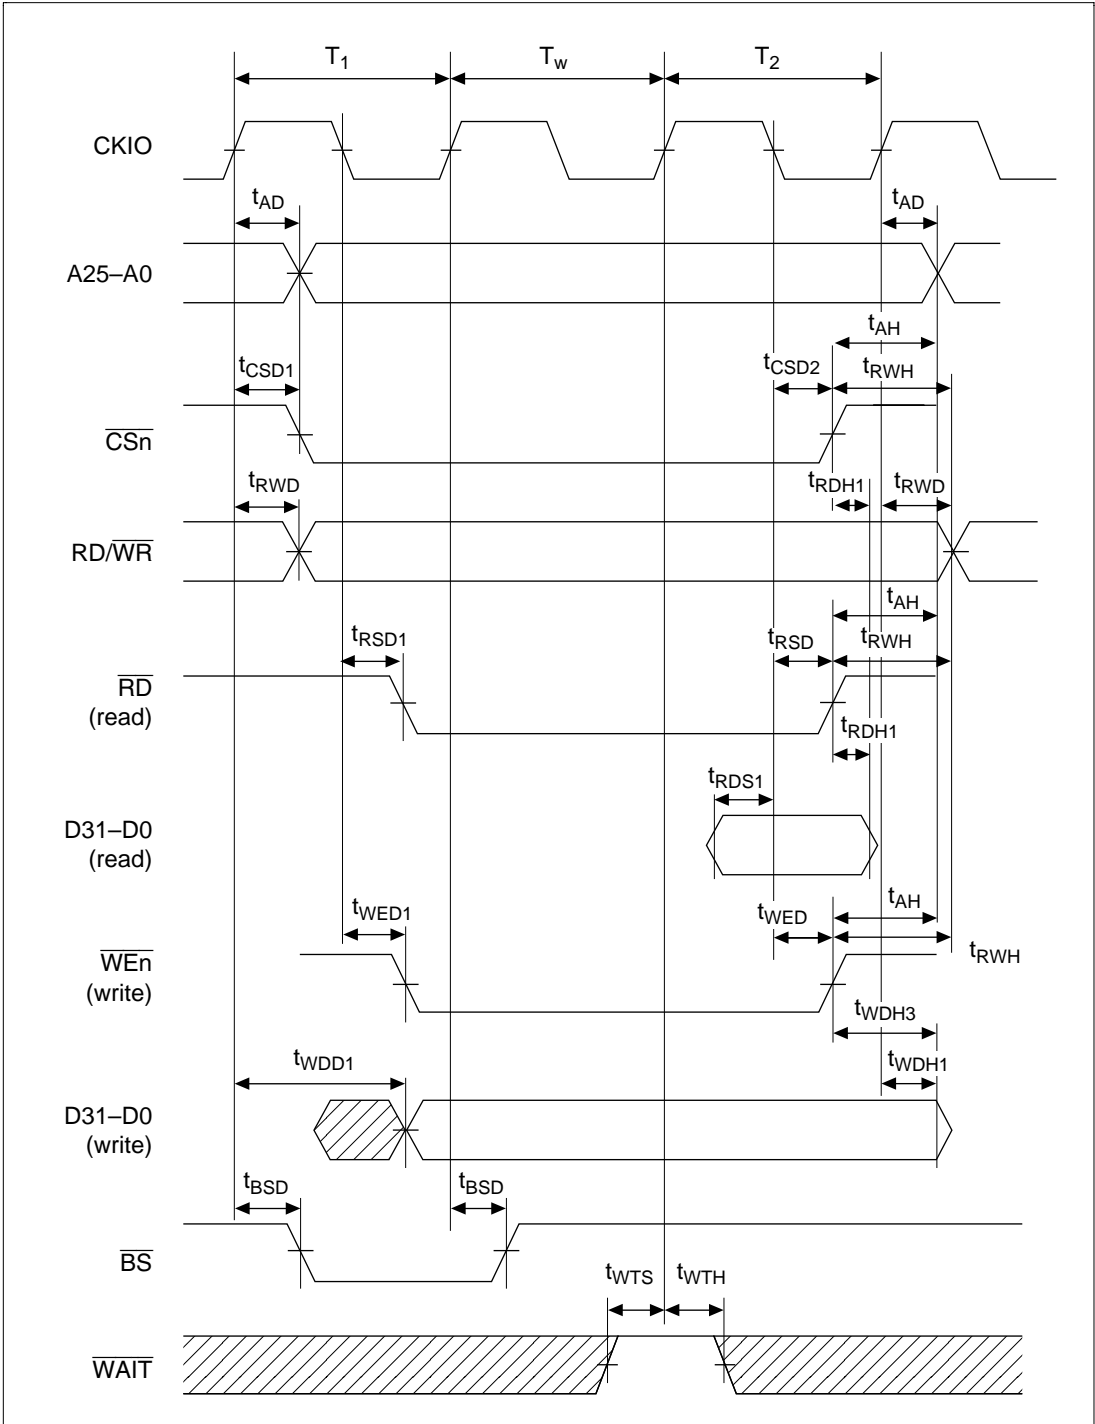 T1 Tw T2
CKIO
tAD tAD
A25–A0
tAH
tCSD1 tCSD2 tRWH
CSn
tRDH1 tRWD
tRWD
RD/WR
tAH
tRSD1 tRSD tRWH
RD
(read)
tRDH1
tRDS1
D31–D0
(read)
tAH
tWED1 tWED
WEn tRWH
(write)
tWDH3
tWDD1 tWDH1
D31–D0
(write)
tBSD tBSD
BS
tWTS tWTH
WAIT